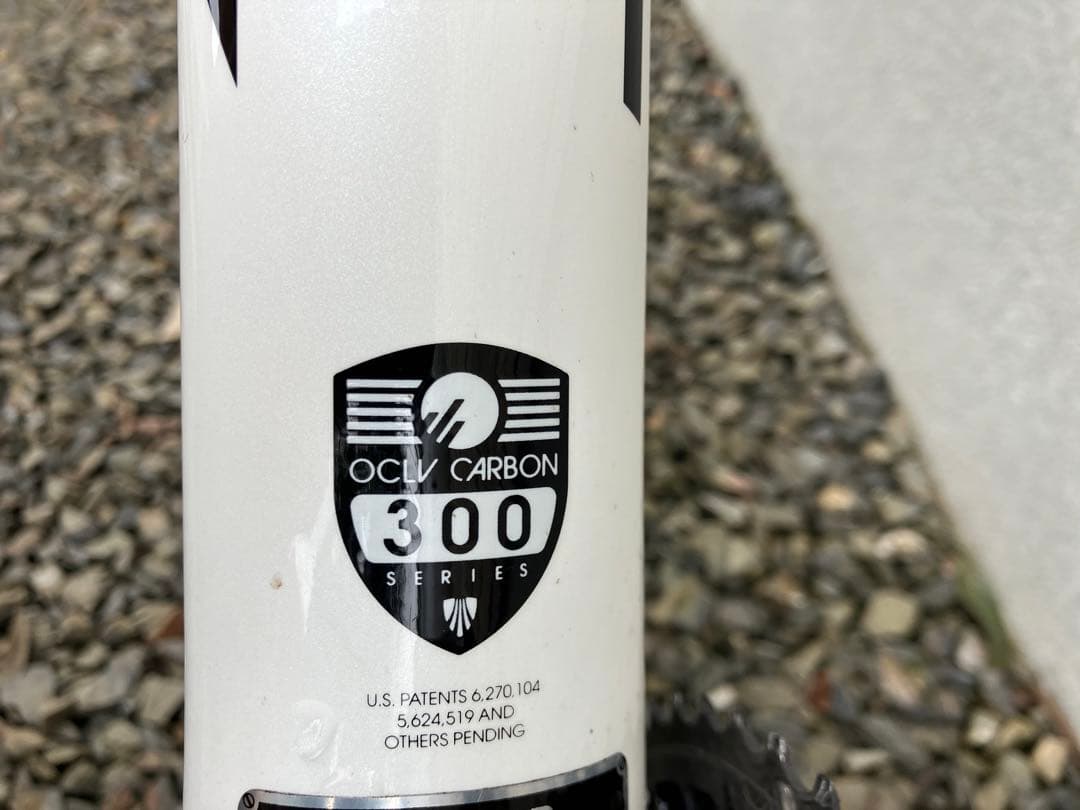 OCLV CARBON
300
SERIES
U.S. PATENTS 6,270,104
5,624,519 AND
OTHERS PENDING